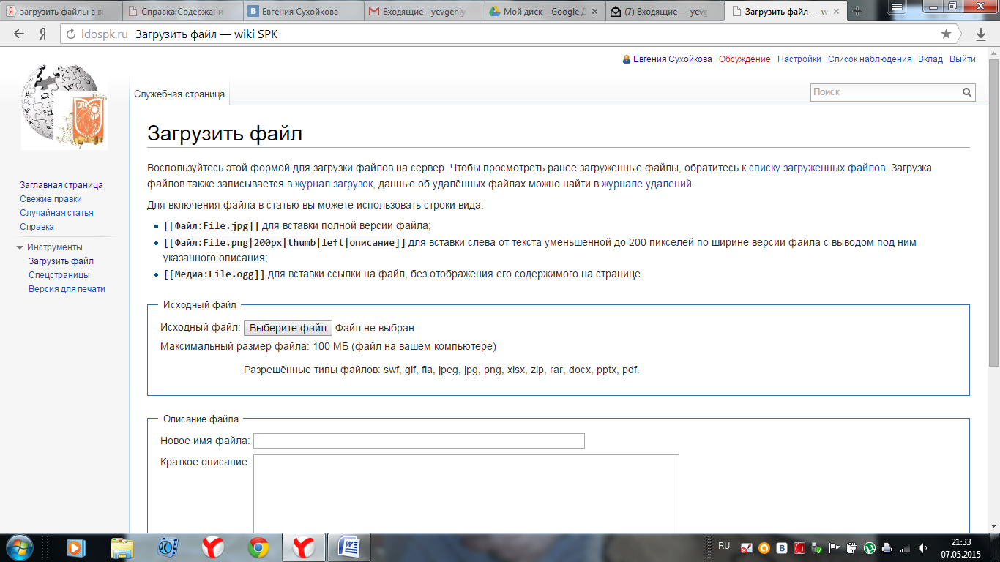 загрузить файлы в в
Справка:Содержани
Евгения Сухойкова
Входящие - yevgeniy
Мой диск – Google Д
(7) Входящие — yevg
Загрузить файл — w
ldospk.ru Загрузить файл — wiki SPK
Евгения Сухойкова Обсуждение Настройки Список наблюдения Вклад Выйти
Служебная страница
Поиск
Загрузить файл
Воспользуйтесь этой формой для загрузки файлов на сервер. Чтобы просмотреть ранее загруженные файлы, обратитесь к списку загруженных файлов. Загрузка
файлов также записывается в журнал загрузок, данные об удалённых файлах можно найти в журнале удалений.
Для включения файла в статью вы можете использовать строки вида:
[[Файл:File.jpg]] для вставки полной версии файла;
[[Файл:File.png|200px|thumb|left|описание]] для вставки слева от текста уменьшенной до 200 пикселей по ширине версии файла с выводом под ним
указанного описания;
[[Медиа:File.ogg]] для вставки ссылки на файл, без отображения его содержимого на странице.
Заглавная страница
Свежие правки
Случайная статья
Справка
Инструменты
Загрузить файл
Спецстраницы
Версия для печати
Исходный файл
Исходный файл: Выберите файл Файл не выбран
Максимальный размер файла: 100 МБ (файл на вашем компьютере)
Разрешённые типы файлов: swf, gif, fla, jpeg, jpg, png, xlsx, zip, rar, docx, pptx, pdf.
Описание файла
Новое имя файла:
Краткое описание:
RU
21:33
07.05.2015